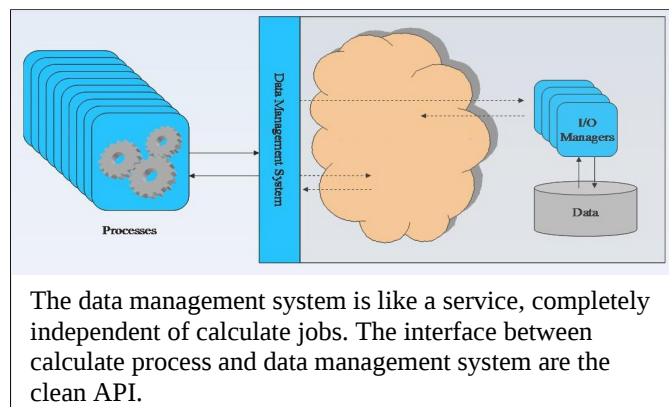 Data Management System
I/O
Managers
Data
Processes
The data management system is like a service, completely
independent of calculate jobs. The interface between
calculate process and data management system are the
clean API.